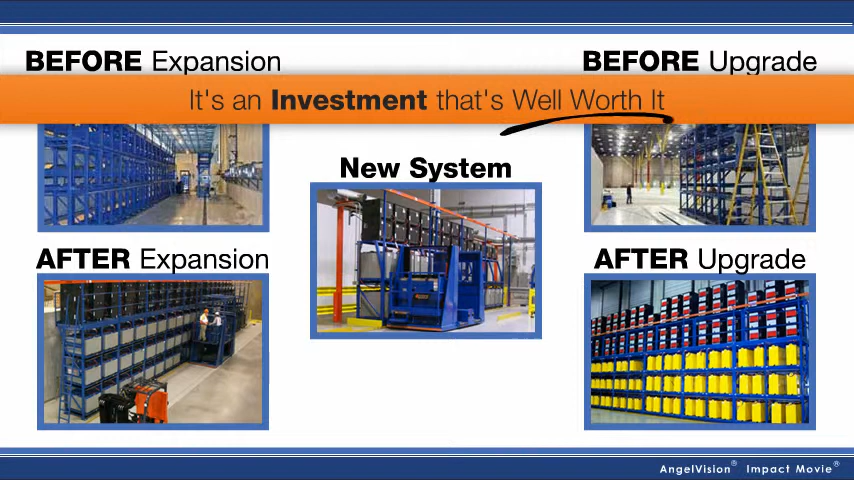 BEFORE Expansion
BEFORE Upgrade
It's an Investment that's Well Worth It
New System
AFTER Expansion
AFTER Upgrade
AngelVision® Impact Movie®